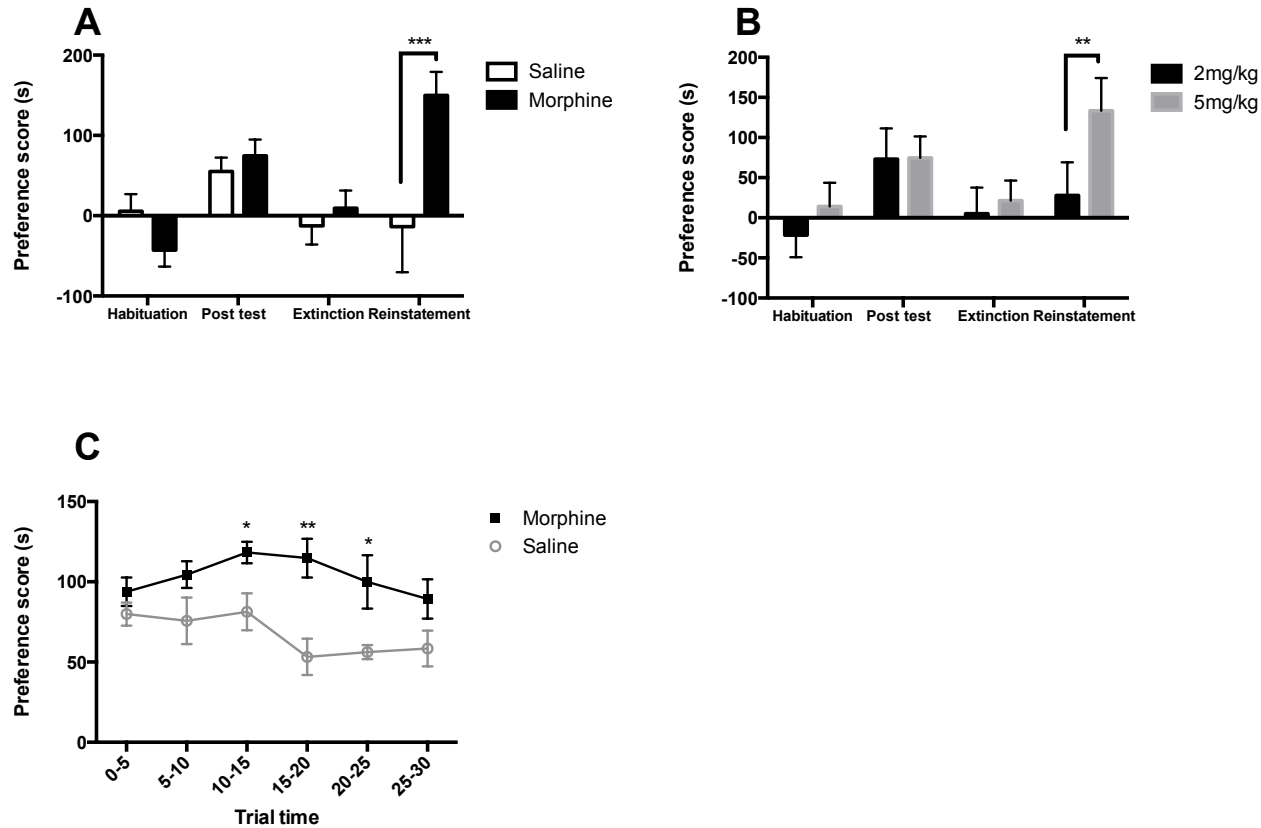 A
Preference score (s)
200
100
0
-100
***
Saline
Morphine
Habituation Post test Extinction Reinstatement
B
Preference score (s)
200
150
100
50
0
-50
-100
**
2mg/kg
5mg/kg
Habituation Post test Extinction Reinstatement
C
Preference score (s)
150
100
50
0
* ** *
Morphine
Saline
0-5 5-10 10-15 15-20 20-25 25-30
Trial time